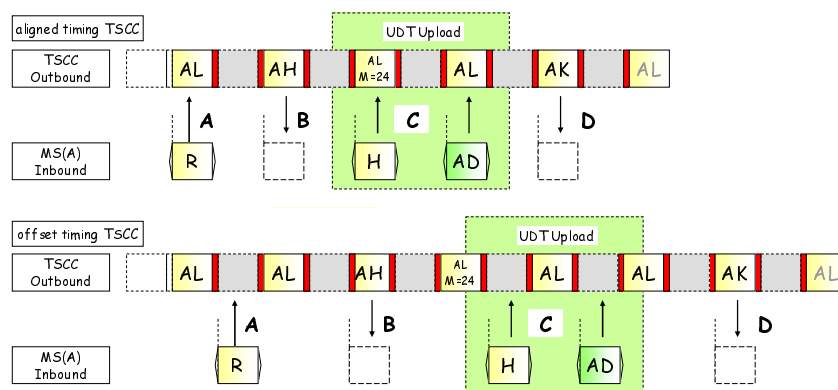 aligned timing TSCC
UDT Upload
TSCC
Outbound
AL
AH
AL
M=24
AL
AK
AL
A
B
C
D
MS(A)
Inbound
R
H
AD
offset timing TSCC
UDT Upload
TSCC
Outbound
AL
AL
AH
AL
M=24
AL
AL
AK
AL
A
B
C
D
MS(A)
Inbound
R
H
AD